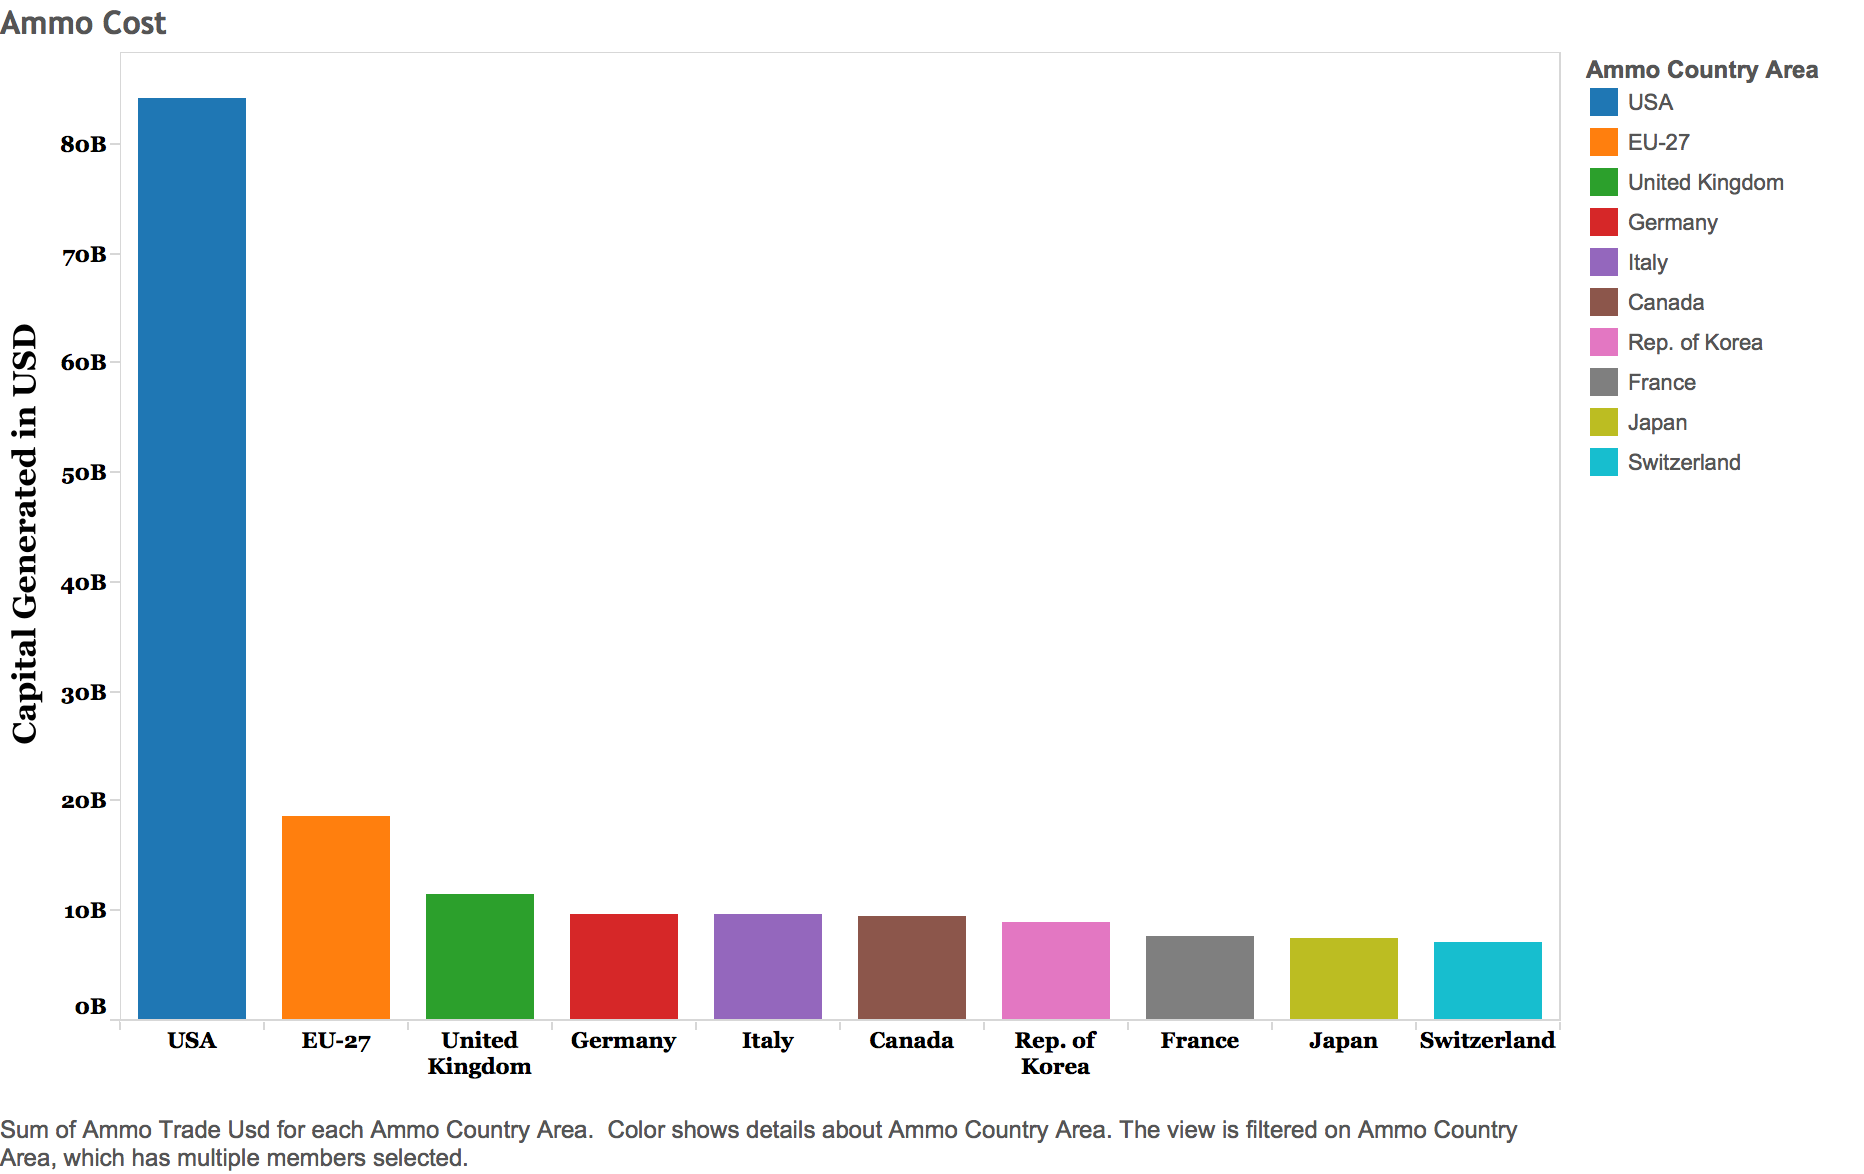 Ammo Cost
Capital Generated in USD
80B
70B
60B
50B
40B
30B
20B
10B
0B
USA
EU-27
United
Kingdom
Germany
Italy
Canada
Rep. of
Korea
France
Japan
Switzerland
Ammo Country Area
USA
EU-27
United Kingdom
Germany
Italy
Canada
Rep. of Korea
France
Japan
Switzerland
Sum of Ammo Trade Usd for each Ammo Country Area.  Color shows details about Ammo Country Area. The view is filtered on Ammo Country
Area, which has multiple members selected.